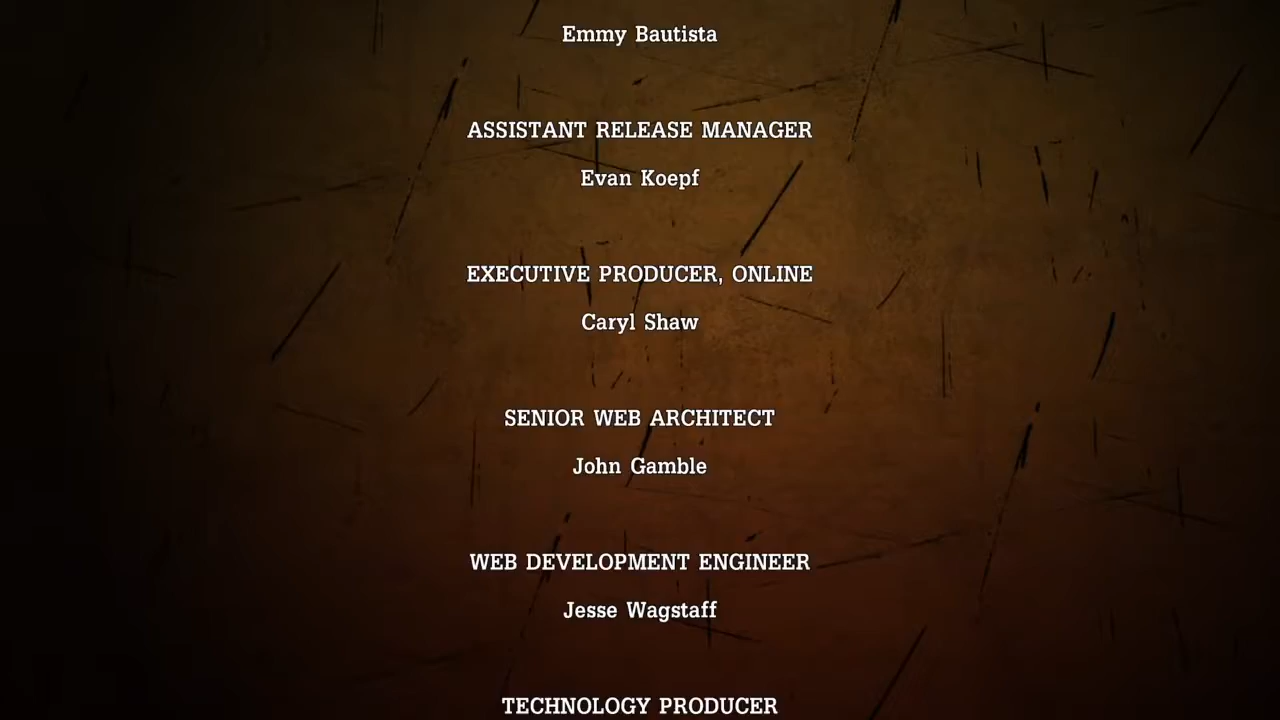 Emmy Bautista
ASSISTANT RELEASE MANAGER
Evan Koepf
EXECUTIVE PRODUCER, ONLINE
Caryl Shaw
SENIOR WEB ARCHITECT
John Gamble
WEB DEVELOPMENT ENGINEER
Jesse Wagstaff
TECHNOLOGY PRODUCER